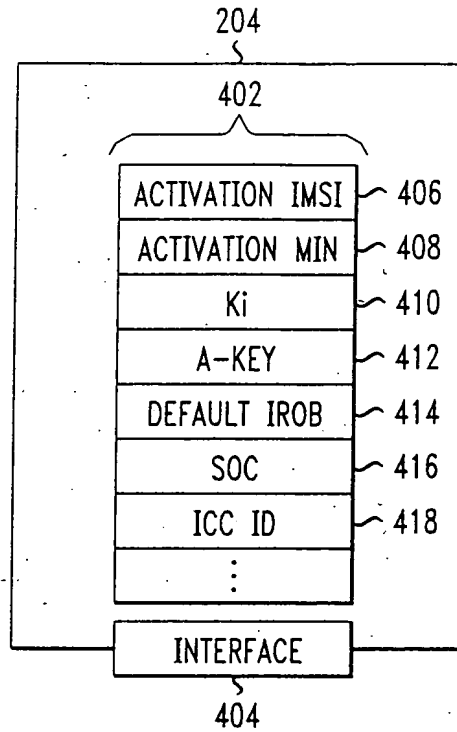 204
402
ACTIVATION IMSI 406
ACTIVATION MIN 408
Ki 410
A-KEY 412
DEFAULT IROB 414
SOC 416
ICC ID 418
⋮
INTERFACE
404